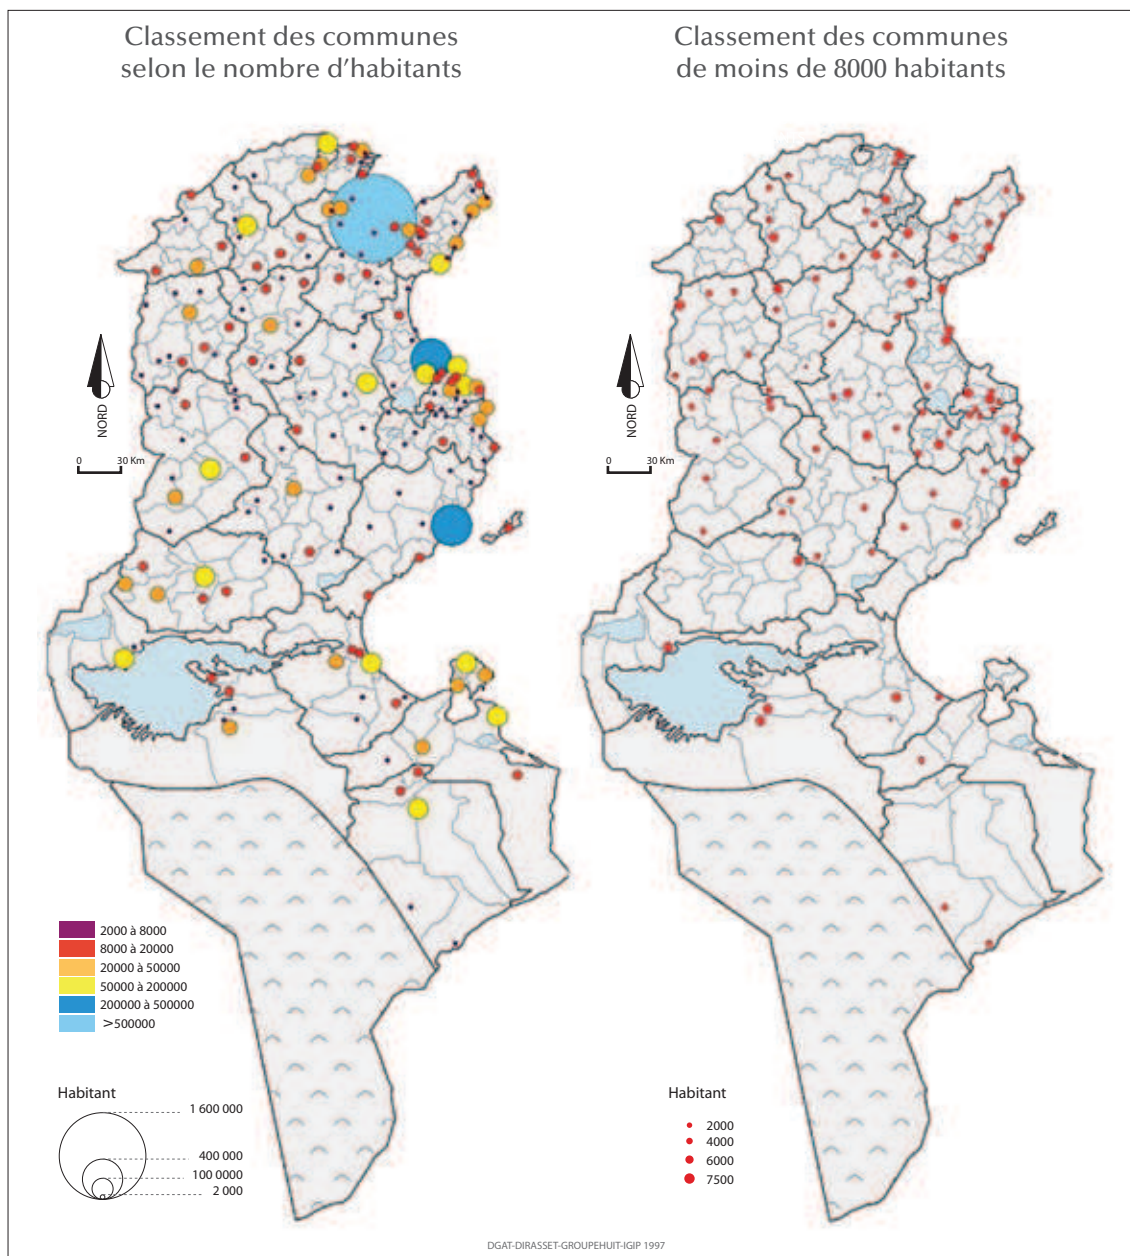 Classement des communes
selon le nombre d'habitants
Classement des communes
de moins de 8000 habitants
NORD
0 30 Km
NORD
0 30 Km
2000 à 8000
8000 à 20000
20000 à 50000
50000 à 200000
200000 à 500000
>500000
Habitant
1 600 000
400 000
100 0000
2 000
Habitant
2000
4000
6000
7500
DGAT-DIRASSET-GROUPEHUIT-IGIP 1997